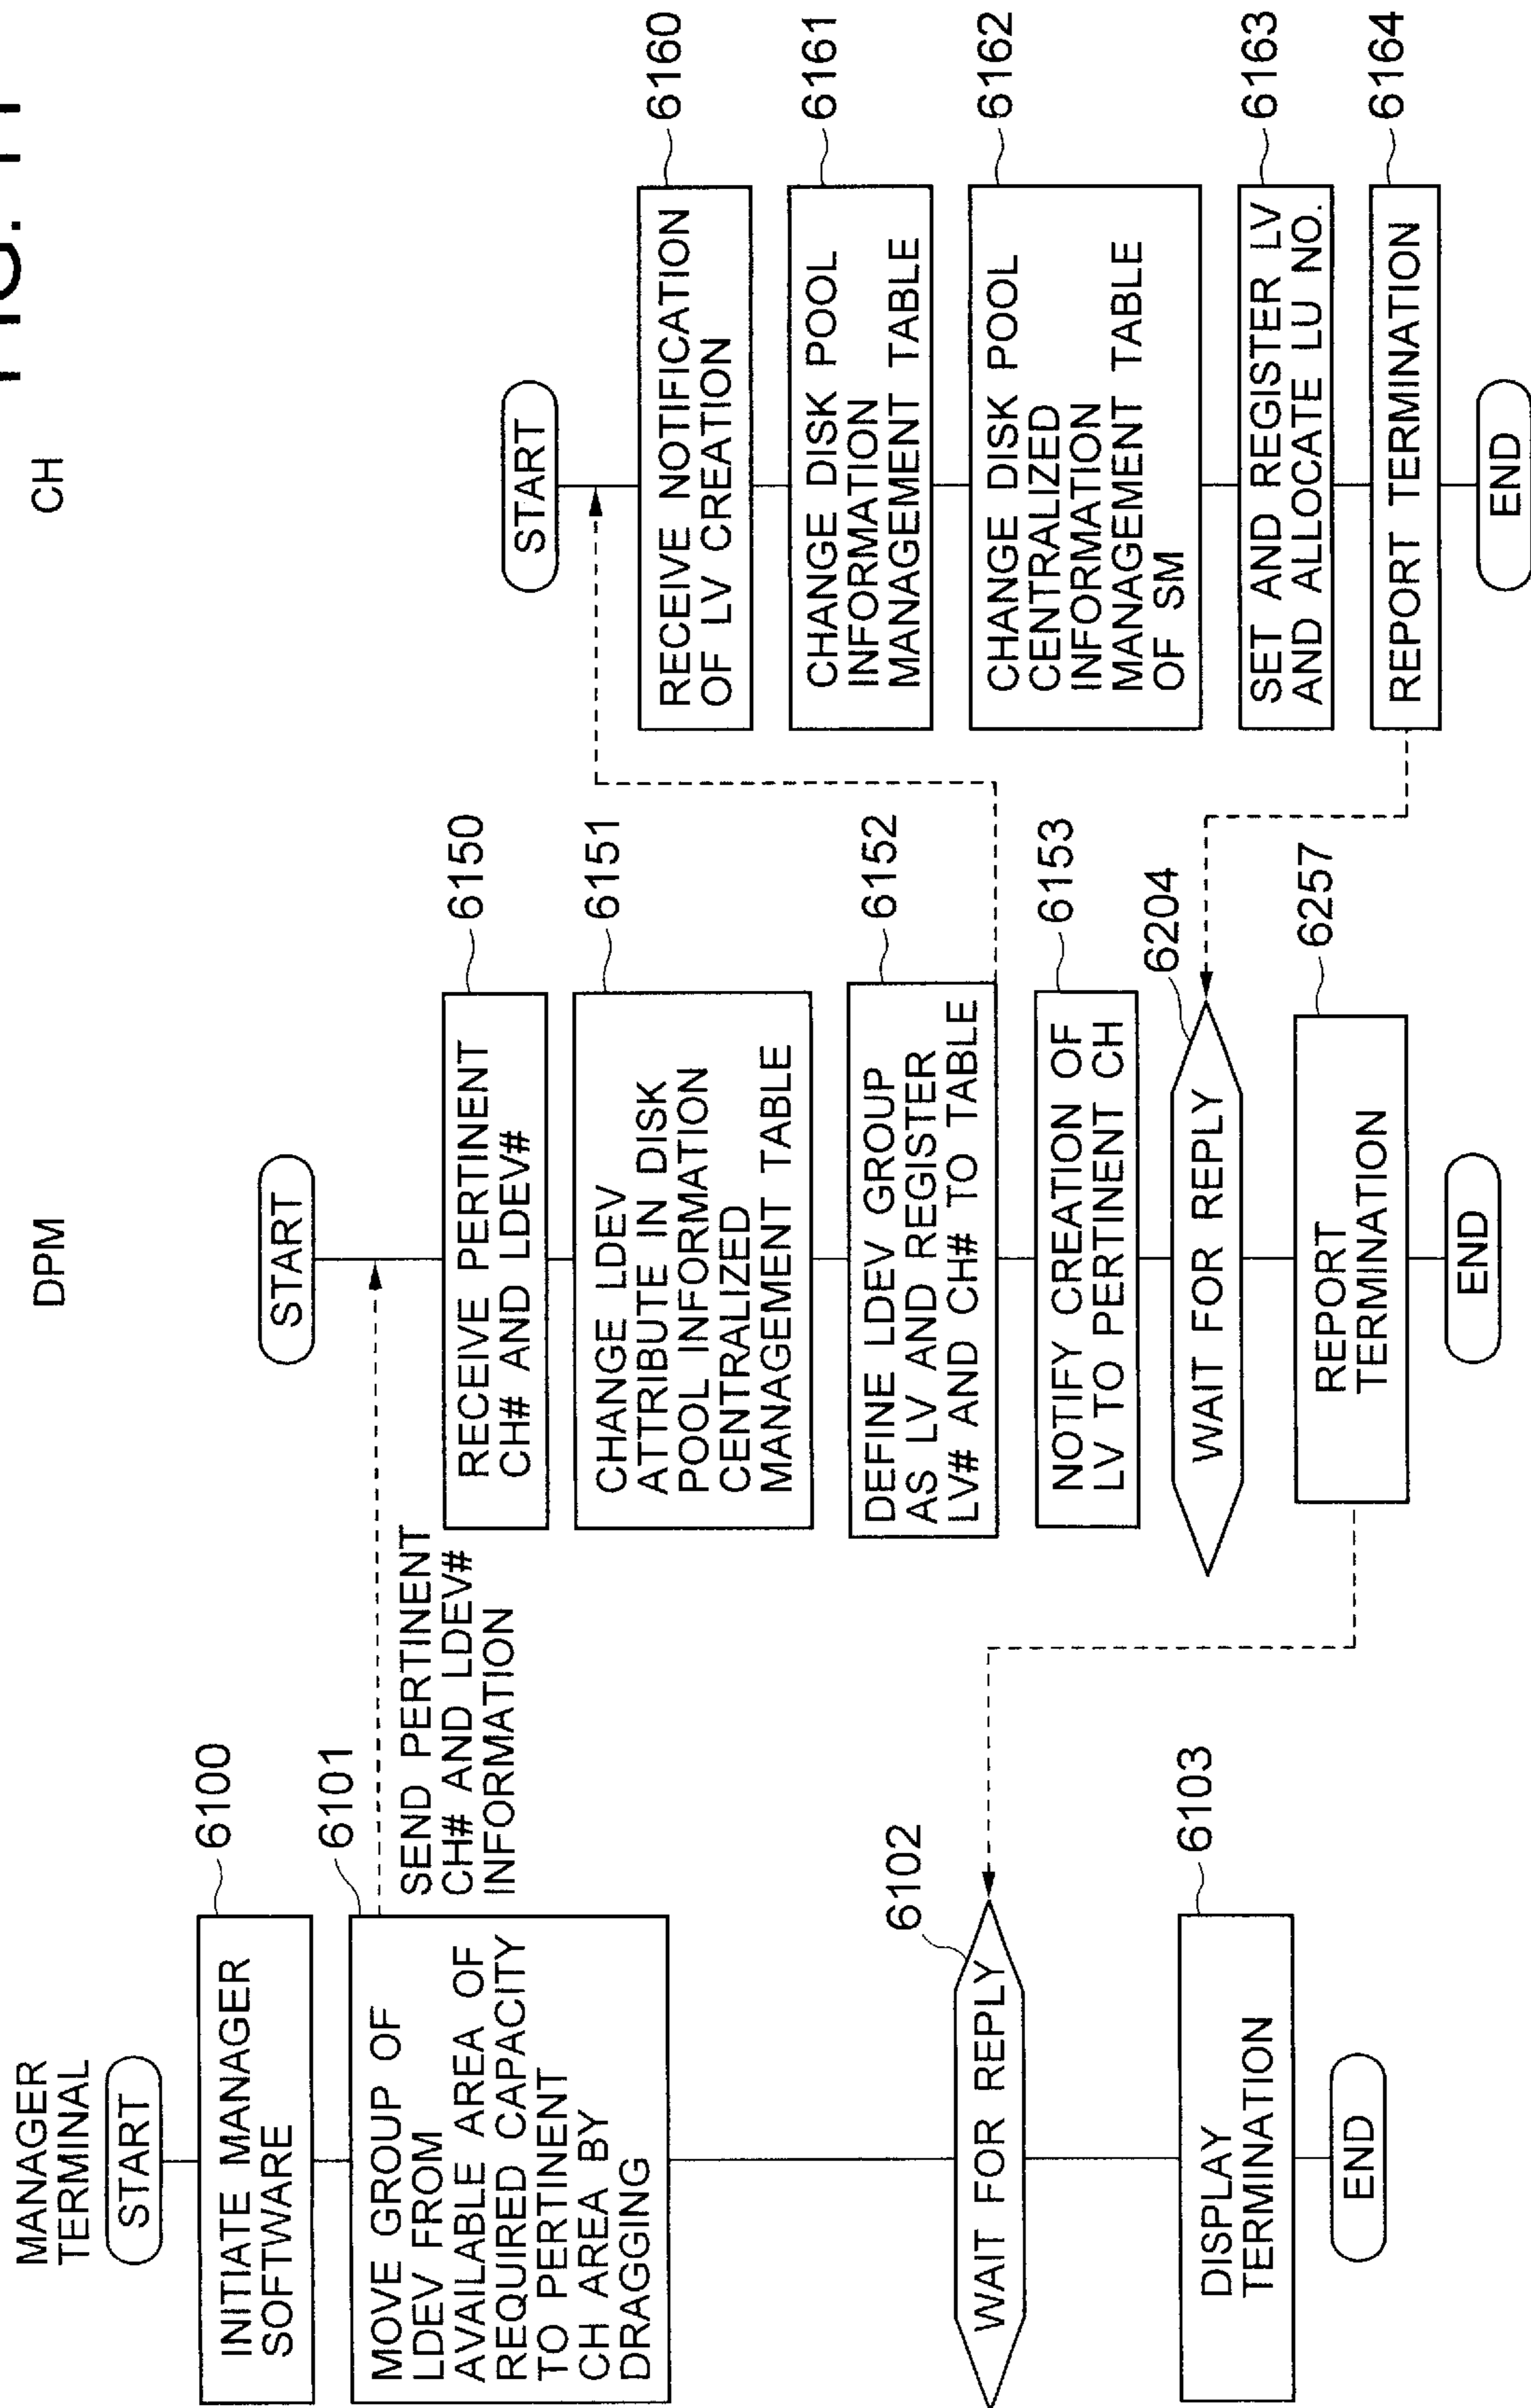 FIG. 11
MANAGER
TERMINAL
START
INITIATE MANAGER
SOFTWARE
6100
MOVE GROUP OF
LDEV FROM
AVAILABLE AREA OF
REQUIRED CAPACITY
TO PERTINENT
CH AREA BY
DRAGGING
6101
SEND PERTINENT
CH# AND LDEV#
INFORMATION
WAIT FOR REPLY
6102
DISPLAY
TERMINATION
6103
END
DPM
START
RECEIVE PERTINENT
CH# AND LDEV#
6150
CHANGE LDEV
ATTRIBUTE IN DISK
POOL INFORMATION
CENTRALIZED
MANAGEMENT TABLE
6151
DEFINE LDEV GROUP
AS LV AND REGISTER
LV# AND CH# TO TABLE
6152
NOTIFY CREATION OF
LV TO PERTINENT CH
6153
WAIT FOR REPLY
6204
REPORT
TERMINATION
6257
END
CH
START
RECEIVE NOTIFICATION
OF LV CREATION
6160
CHANGE DISK POOL
INFORMATION
MANAGEMENT TABLE
6161
CHANGE DISK POOL
CENTRALIZED
INFORMATION
MANAGEMENT TABLE
OF SM
6162
SET AND REGISTER LV
AND ALLOCATE LU NO.
6163
REPORT TERMINATION
6164
END